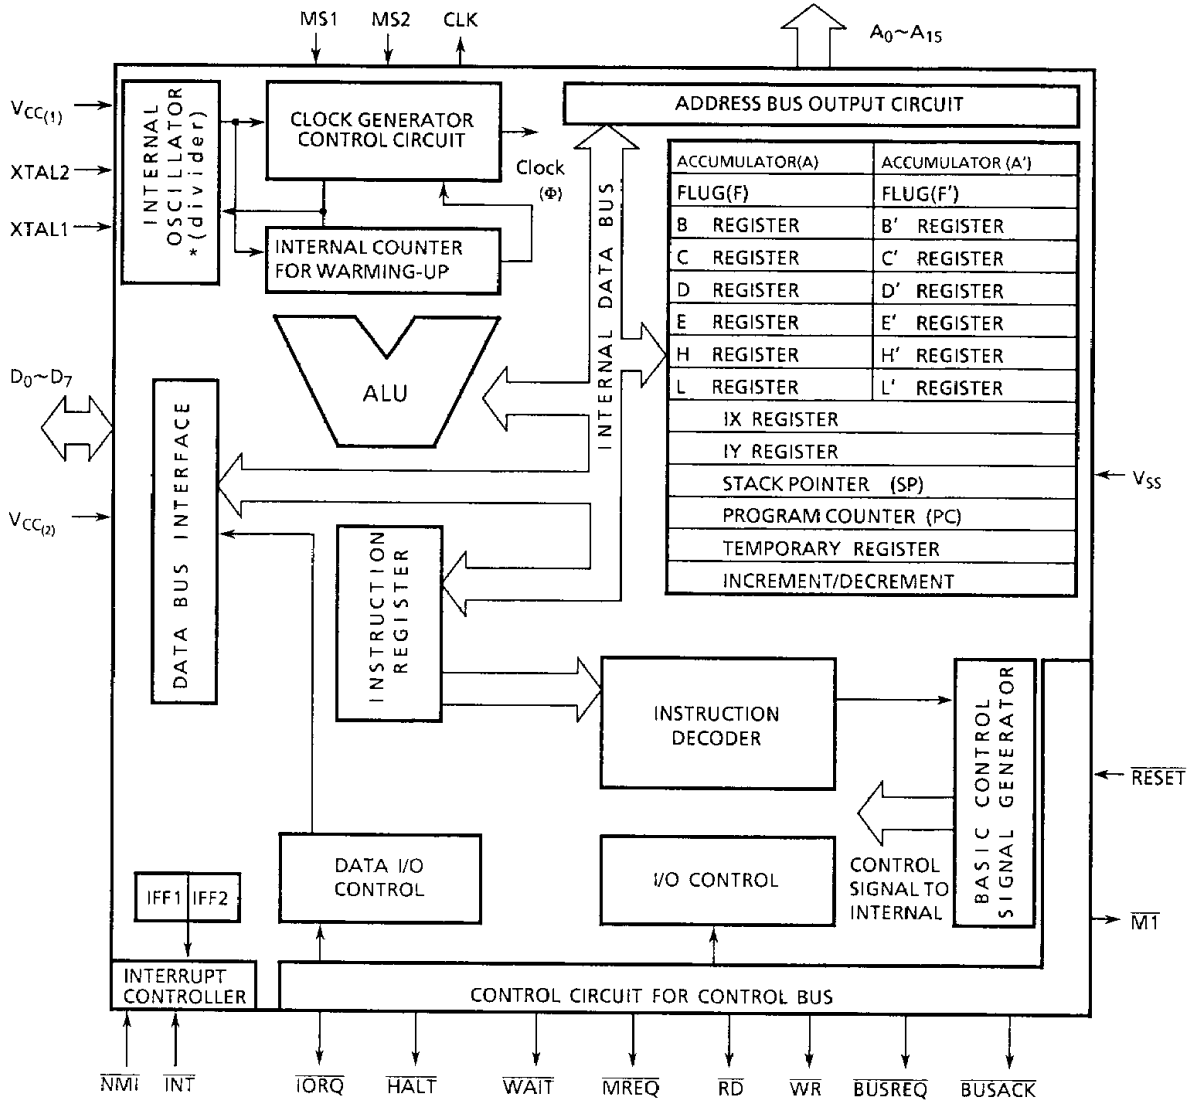 MS1 MS2 CLK
A0~A15
VCC(1)
XTAL2
XTAL1
INTERNAL
OSCILLATOR
*(divider)
CLOCK GENERATOR
CONTROL CIRCUIT
Clock
(Φ)
INTERNAL COUNTER
FOR WARMING-UP
ADDRESS BUS OUTPUT CIRCUIT
INTERNAL DATA BUS
ACCUMULATOR(A) ACCUMULATOR (A')
FLUG(F) FLUG(F')
B REGISTER B' REGISTER
C REGISTER C' REGISTER
D REGISTER D' REGISTER
E REGISTER E' REGISTER
H REGISTER H' REGISTER
L REGISTER L' REGISTER
IX REGISTER
IY REGISTER
STACK POINTER (SP)
PROGRAM COUNTER (PC)
TEMPORARY REGISTER
INCREMENT/DECREMENT
ALU
D0~D7
VCC(2)
VSS
DATA BUS INTERFACE
INSTRUCTION
REGISTER
INSTRUCTION
DECODER
BASIC CONTROL
SIGNAL GENERATOR
RESET
M1
CONTROL
SIGNAL TO
INTERNAL
DATA I/O
CONTROL
I/O CONTROL
IFF1 IFF2
INTERRUPT
CONTROLLER
CONTROL CIRCUIT FOR CONTROL BUS
NMI INT IORQ HALT WAIT MREQ RD WR BUSREQ BUSACK